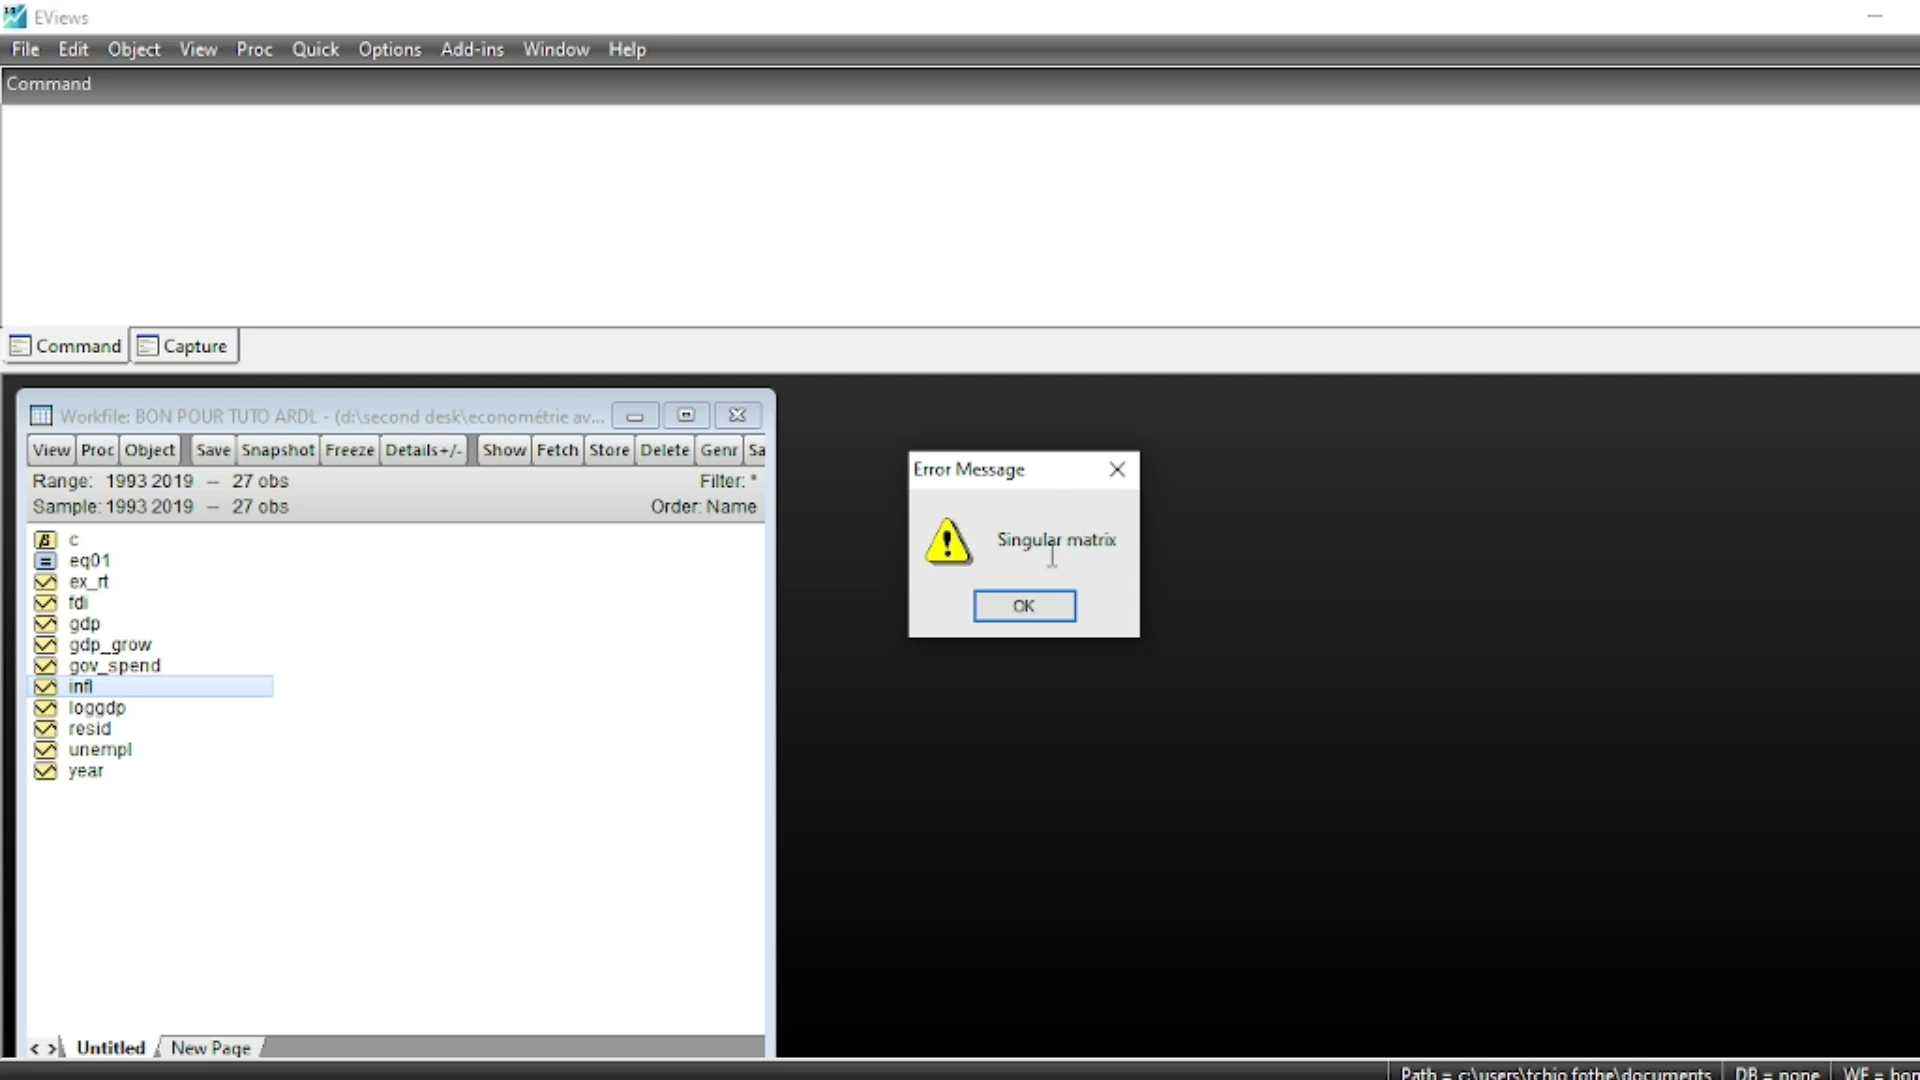 EViews
File Edit Object View Proc Quick Options Add-ins Window Help
Command
Command Capture
Workfile: BON POUR TUTO ARDL - (d:\second desk\econométrie av...
View Proc Object Save Snapshot Freeze Details+/- Show Fetch Store Delete Genr Sa
Range: 1993 2019 -- 27 obs Filter: *
Sample: 1993 2019 -- 27 obs Order: Name
c
eq01
ex_rt
fdi
gdp
gdp_grow
gov_spend
infl
loggdp
resid
unempl
year
Error Message
Singular matrix
OK
< > Untitled New Page
Path = c:\users\tchio fothe\documents DB = none WF = bon